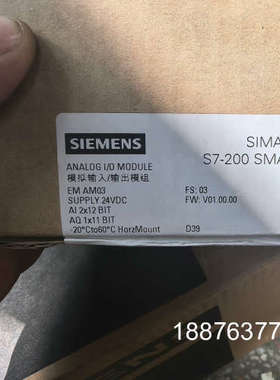 SIEMENS
SIMA
S7-200 SMA
ANALOG I/O MODULE
模拟输入/输出模组
EM AM03
FS: 03
SUPPLY 24VDC
FW: V01.00.00
AI 2x12 BIT
AQ 1x11 BIT
-20°Cto60°C HorzMount
D39
18876377